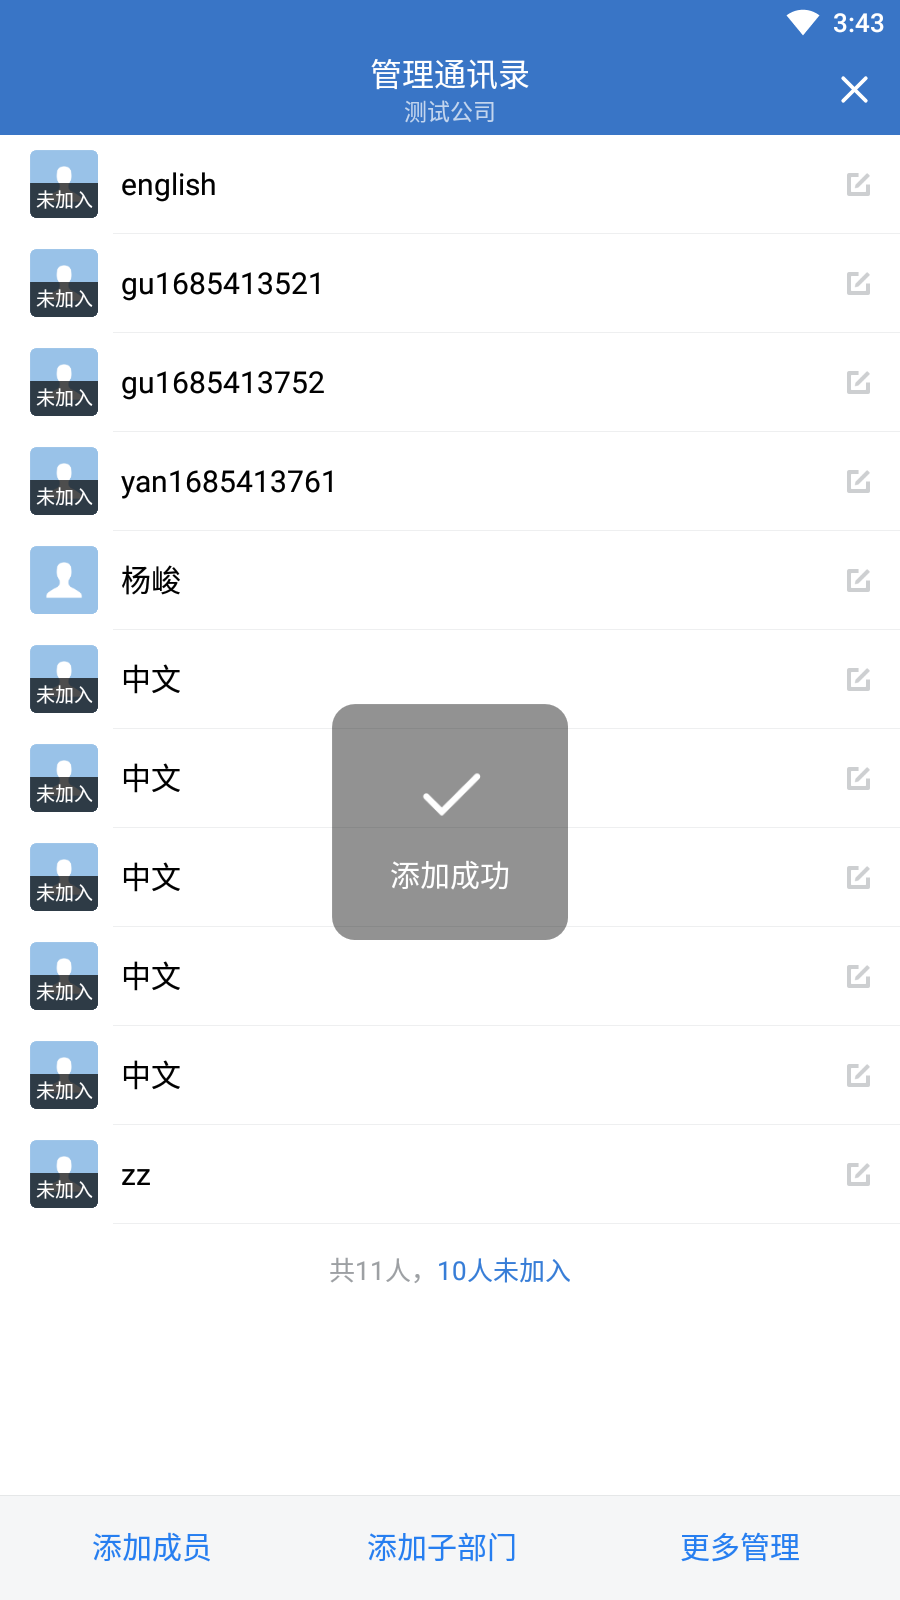 3:43
管理通讯录
测试公司
未加入 english
未加入 gu1685413521
未加入 gu1685413752
未加入 yan1685413761
杨峻
未加入 中文
未加入 中文
未加入 中文
未加入 中文
未加入 中文
未加入 zz
添加成功
共11人，10人未加入
添加成员 添加子部门 更多管理